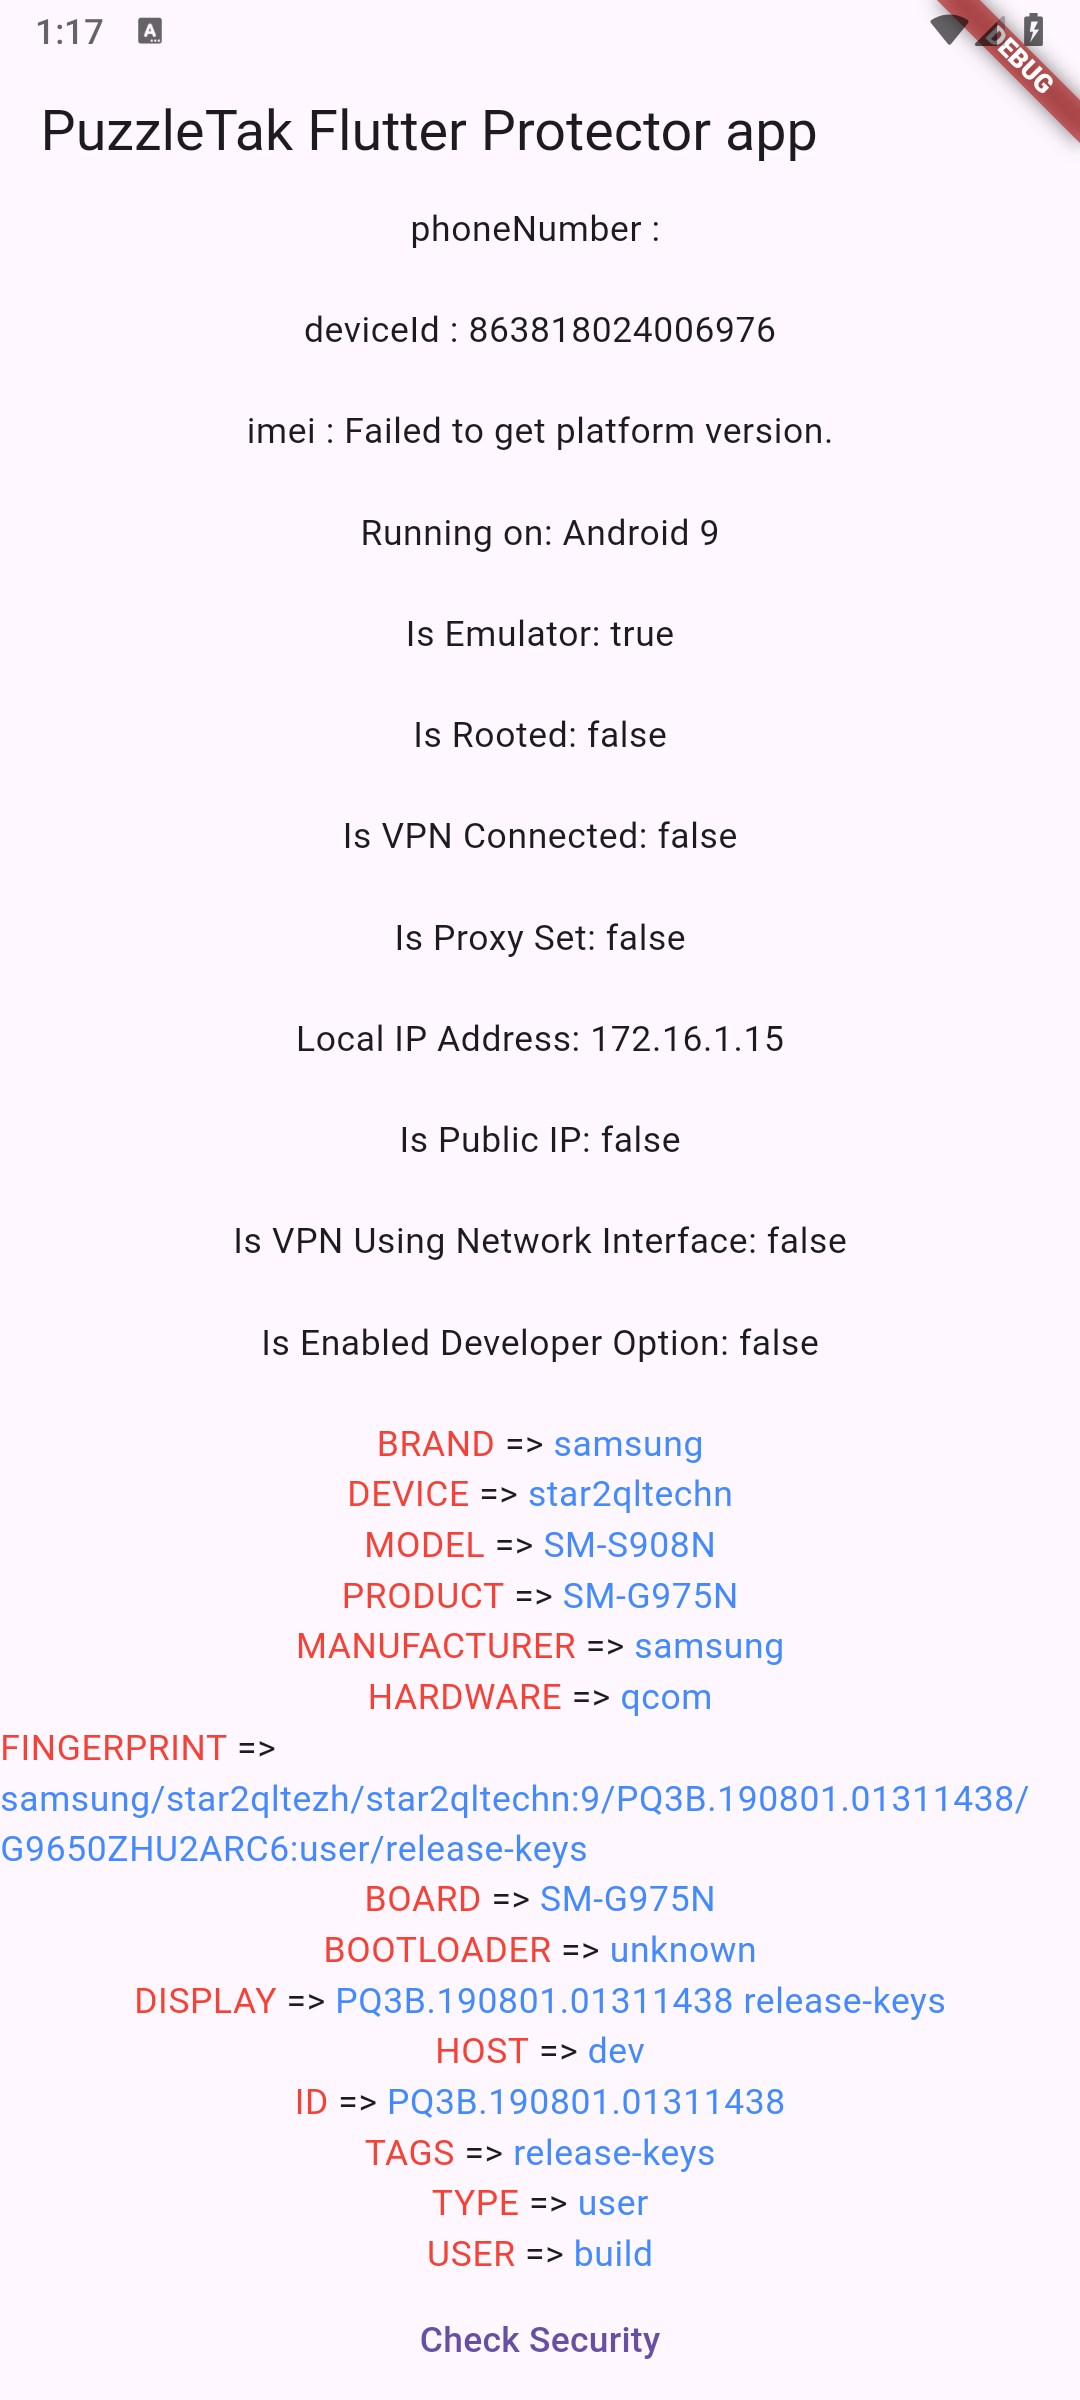 1:17
A
DEBUG
PuzzleTak Flutter Protector app
phoneNumber :
deviceId : 863818024006976
imei : Failed to get platform version.
Running on: Android 9
Is Emulator: true
Is Rooted: false
Is VPN Connected: false
Is Proxy Set: false
Local IP Address: 172.16.1.15
Is Public IP: false
Is VPN Using Network Interface: false
Is Enabled Developer Option: false
BRAND => samsung
DEVICE => star2qltechn
MODEL => SM-S908N
PRODUCT => SM-G975N
MANUFACTURER => samsung
HARDWARE => qcom
FINGERPRINT =>
samsung/star2qltezh/star2qltechn:9/PQ3B.190801.01311438/
G9650ZHU2ARC6:user/release-keys
BOARD => SM-G975N
BOOTLOADER => unknown
DISPLAY => PQ3B.190801.01311438 release-keys
HOST => dev
ID => PQ3B.190801.01311438
TAGS => release-keys
TYPE => user
USER => build
Check Security